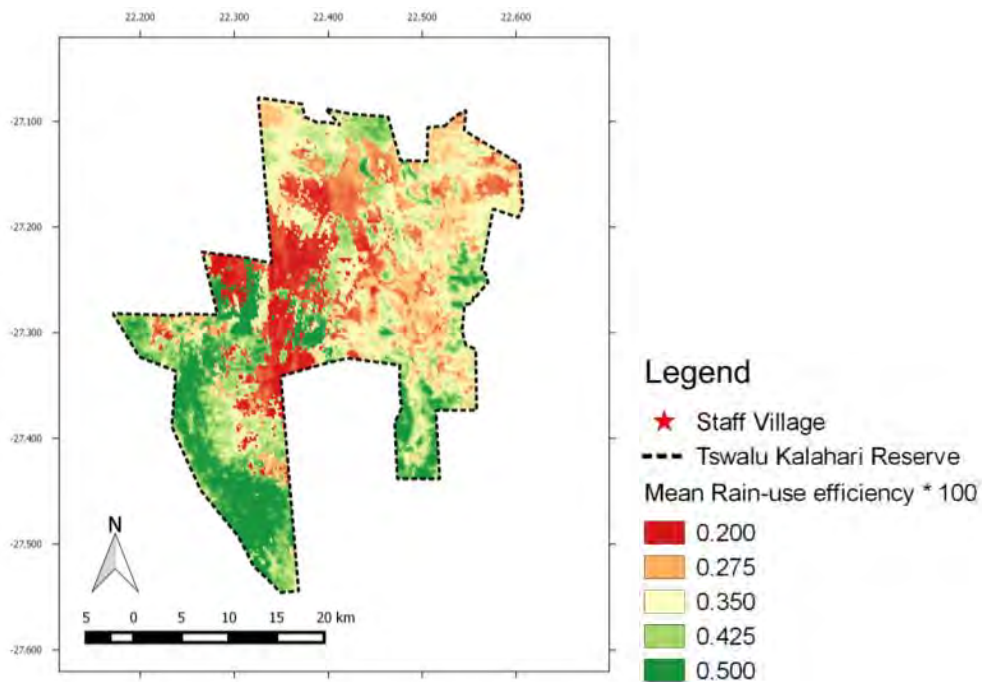 22.200 22.300 22.400 22.500 22.600
-27.100
-27.200
-27.300
-27.400
-27.500
-27.600
N
5 0 5 10 15 20 km
Legend
Staff Village
Tswalu Kalahari Reserve
Mean Rain-use efficiency * 100
0.200
0.275
0.350
0.425
0.500